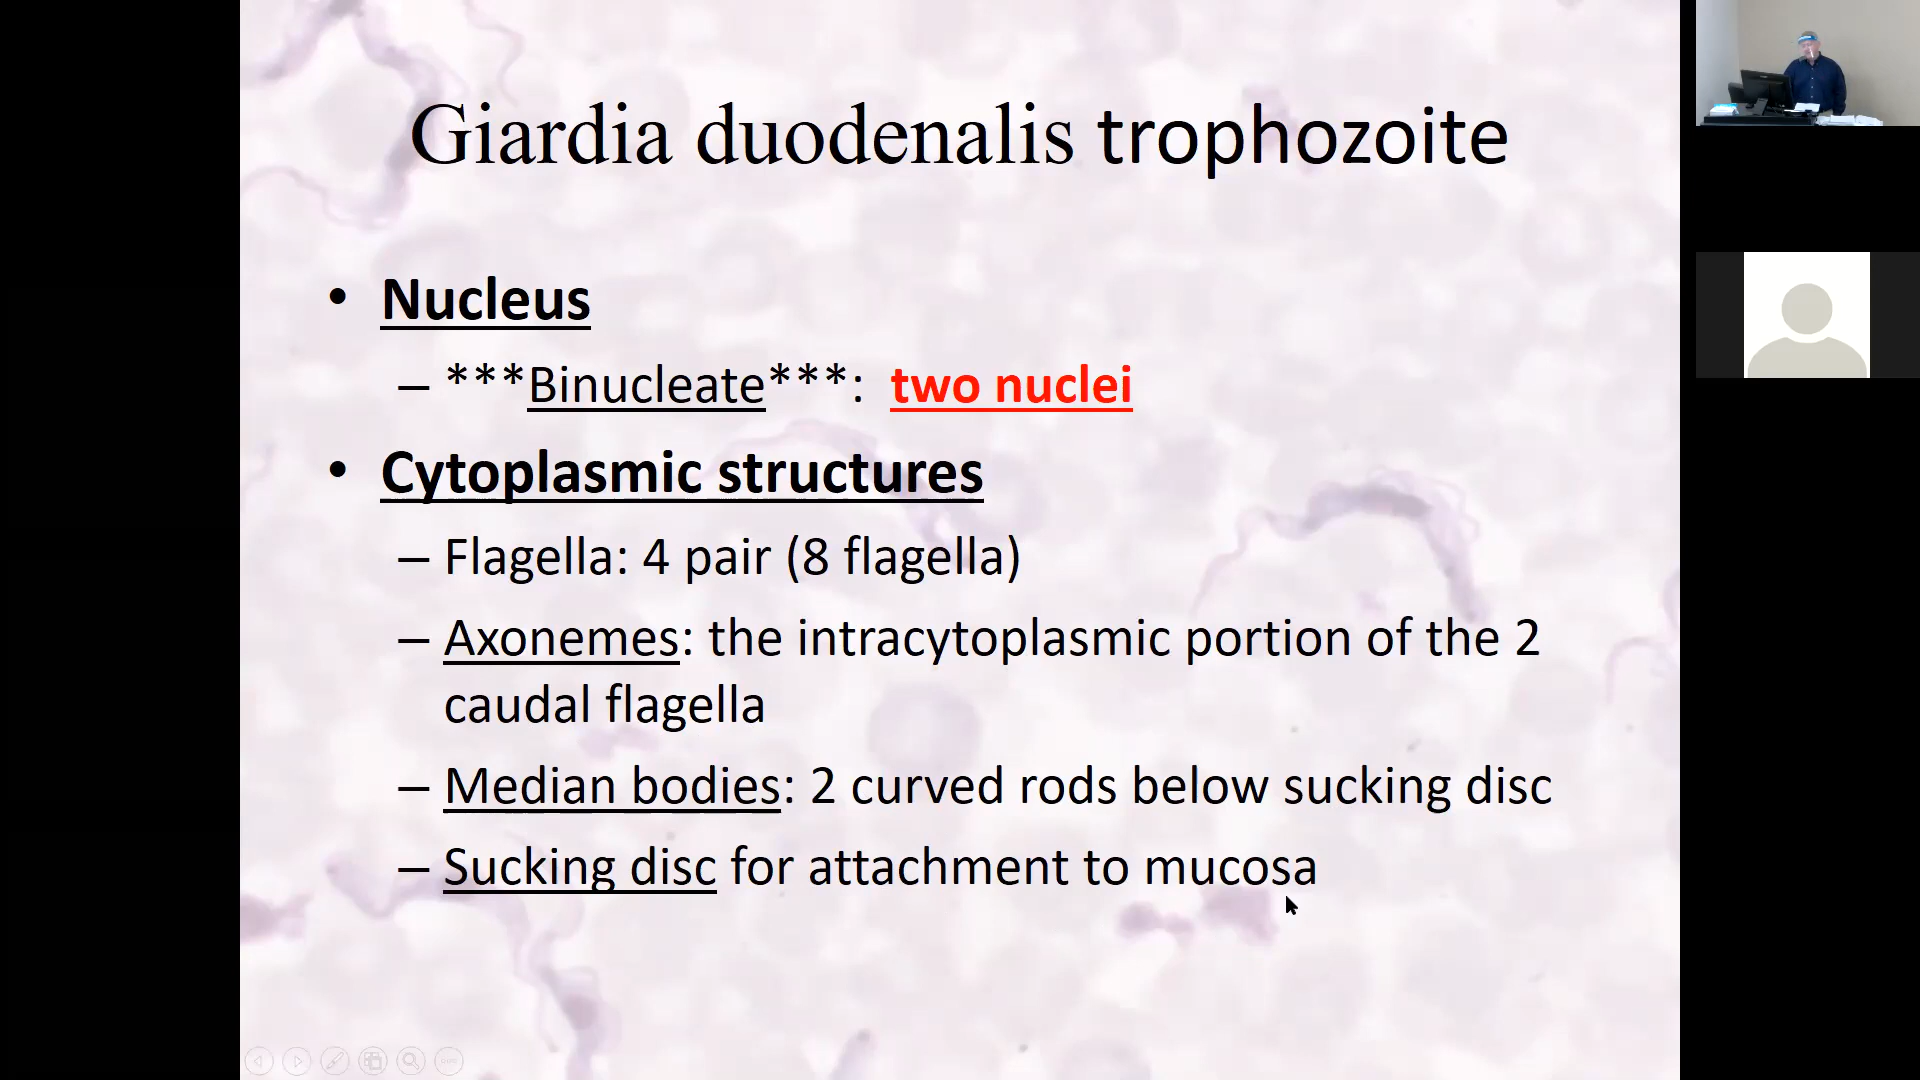 Giardia duodenalis trophozoite
• Nucleus
– ***Binucleate***: two nuclei
• Cytoplasmic structures
– Flagella: 4 pair (8 flagella)
– Axonemes: the intracytoplasmic portion of the 2
caudal flagella
– Median bodies: 2 curved rods below sucking disc
– Sucking disc for attachment to mucosa